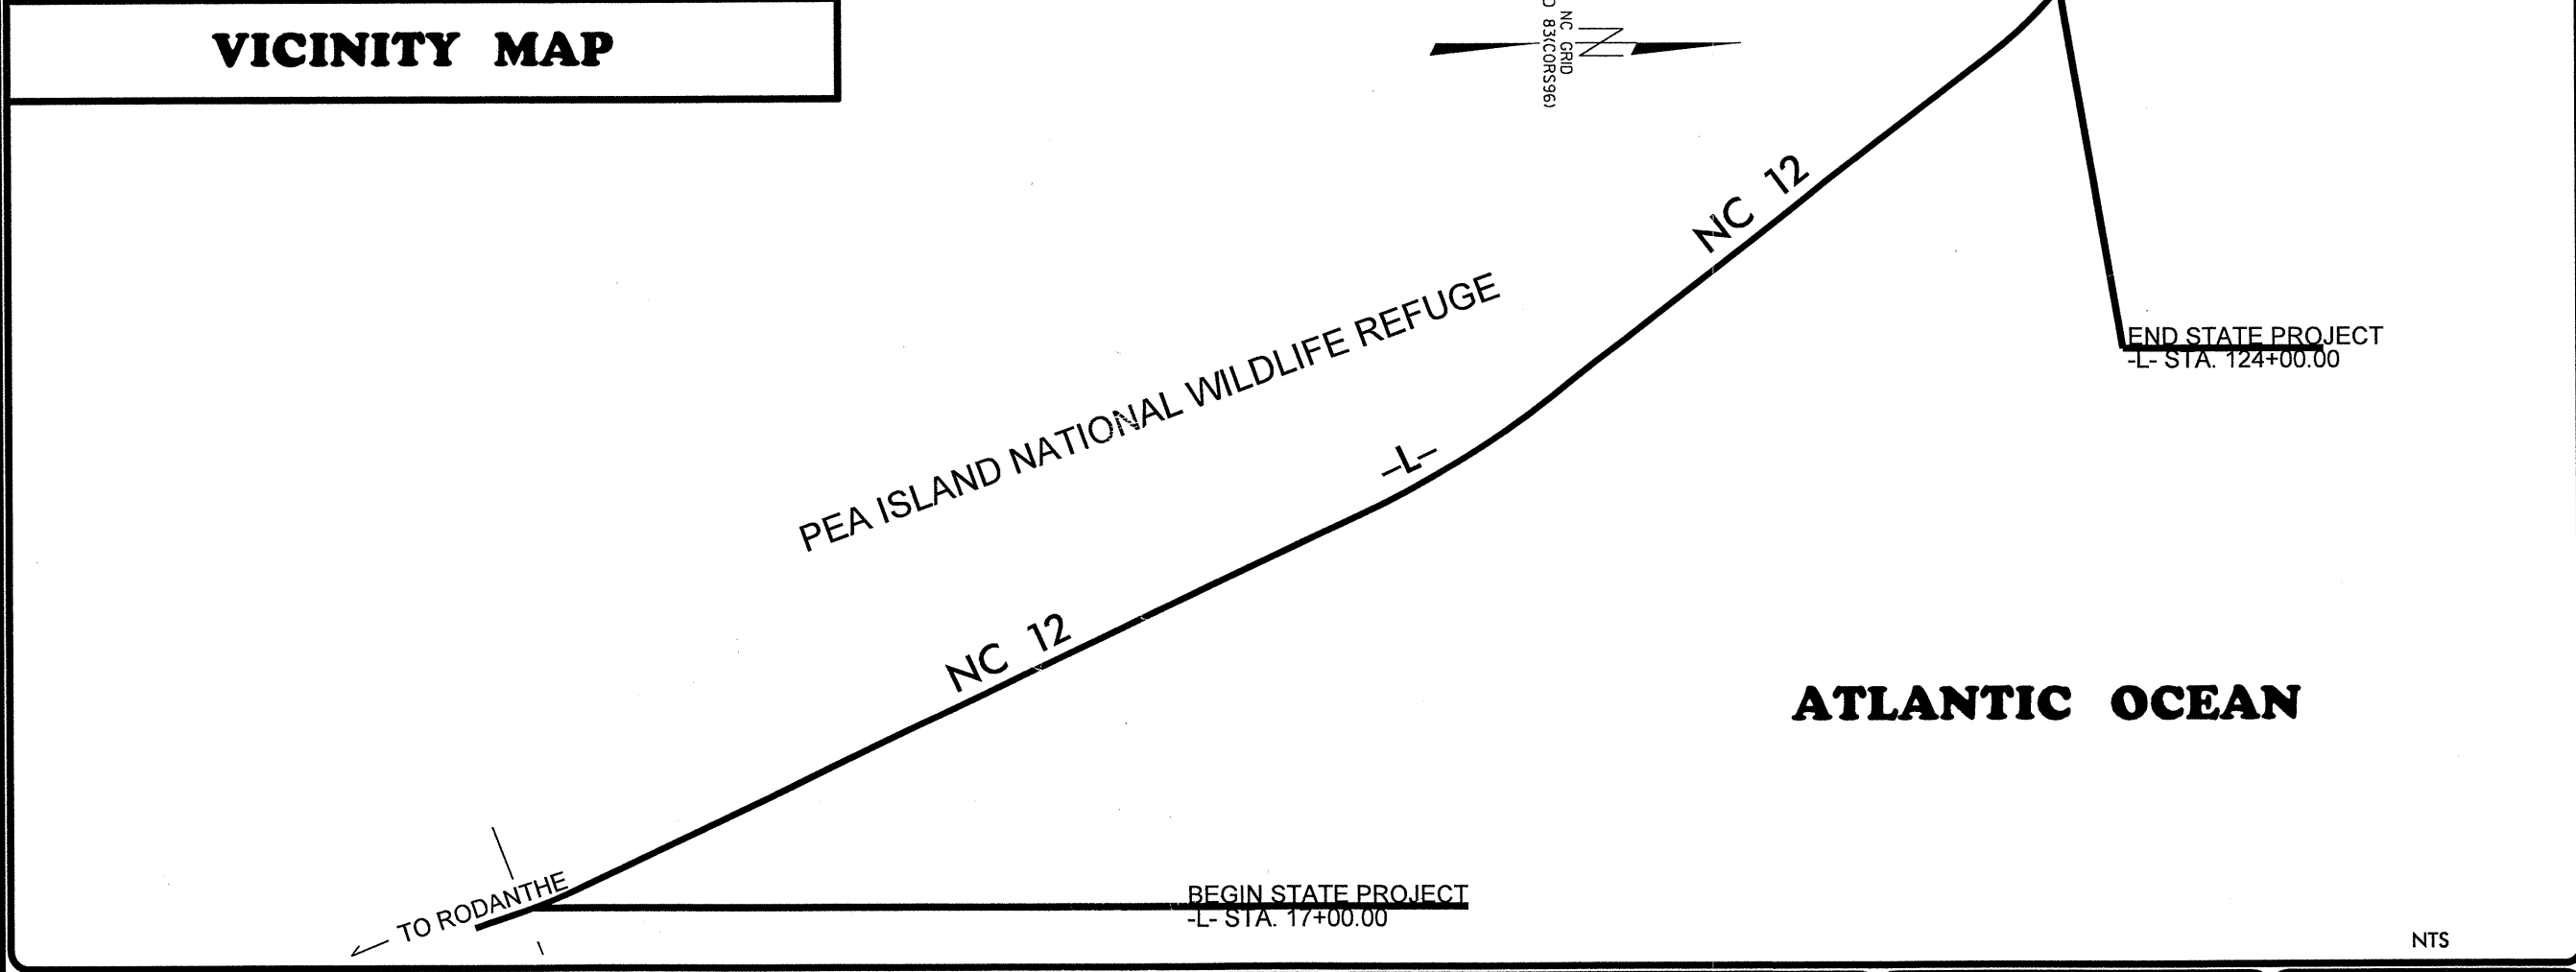 VICINITY MAP
NC GRID
83(CORS96)
N
NC 12
PEA ISLAND NATIONAL WILDLIFE REFUGE
END STATE PROJECT
-L- STA. 124+00.00
-L-
NC 12
ATLANTIC OCEAN
TO RODANTHE
BEGIN STATE PROJECT
-L- STA. 17+00.00
NTS